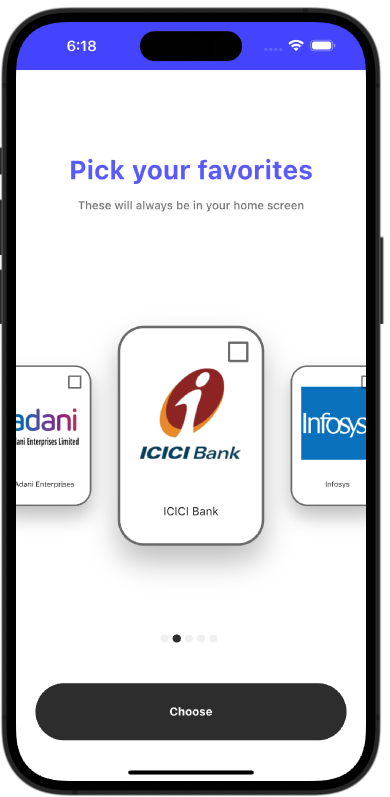 6:18
Pick your favorites
These will always be in your home screen
adani
dani Enterprises Limited
Adani Enterprises
ICICI Bank
ICICI Bank
Infosys
Infosys
Choose